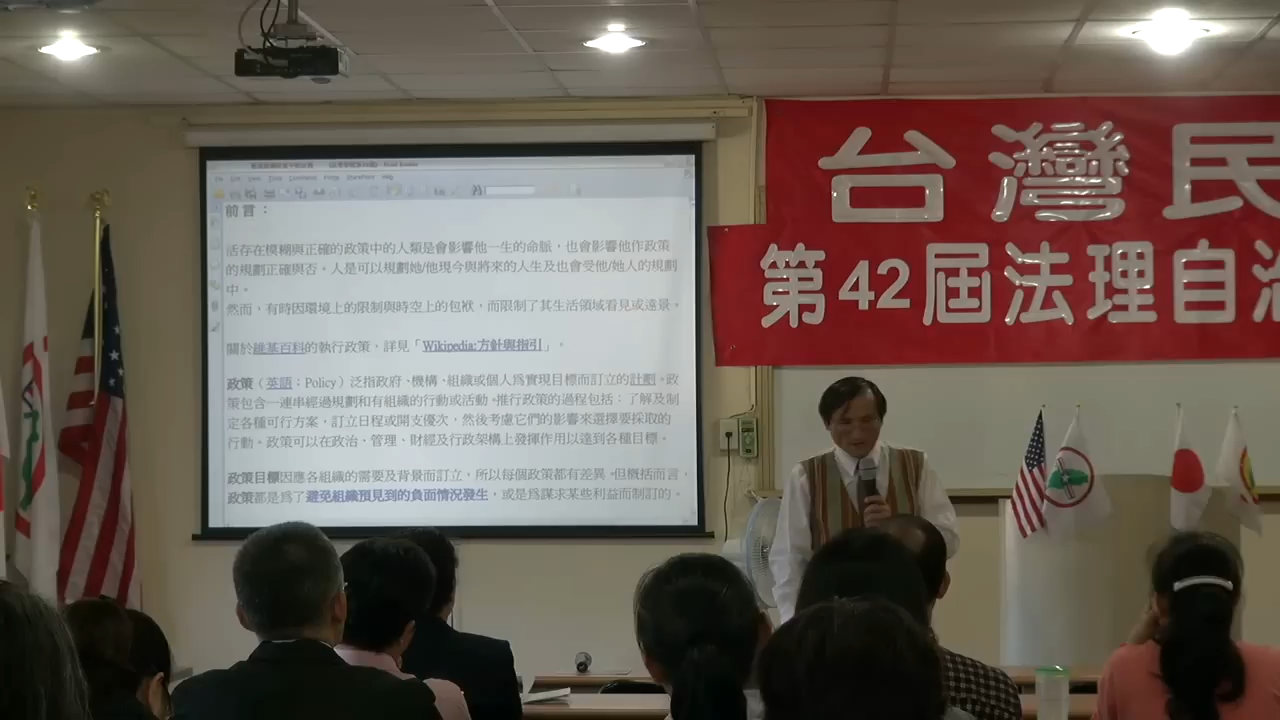 前言：
活存在模糊與正確的政策中的人類是會影響他一生的命脈，也會影響他作政策
的規劃正確與否。人是可以規劃她/他現今與將來的人生及也會受他/她人的規劃
中。
然而，有時因環境上的限制與時空上的包袱，而限制了其生活領域看見或遠景。
關於維基百科的執行政策，詳見「Wikipedia:方針與指引」。
政策（英語：Policy）泛指政府、機構、組織或個人為實現目標而訂立的計劃。政
策包含一連串經過規劃和有組織的行動或活動。推行政策的過程包括：了解及制
定各種可行方案，訂立日程或開支優次，然後考慮它們的影響來選擇要採取的
行動。政策可以在政治、管理、財經及行政架構上發揮作用以達到各種目標。
政策目標因應各組織的需要及背景而訂立，所以每個政策都有差異。但概括而言，
政策都是為了避免組織預見到的負面情況發生，或是為謀求某些利益而制訂的。
台灣民
第42屆法理自治